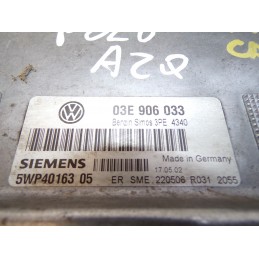 POLO
AZQ
03E 906 033
Benzin Simos 3PE 4340
SIEMENS
Made in Germany
17.05.03
5WP40163 05
ER SME 220506 R031 2055